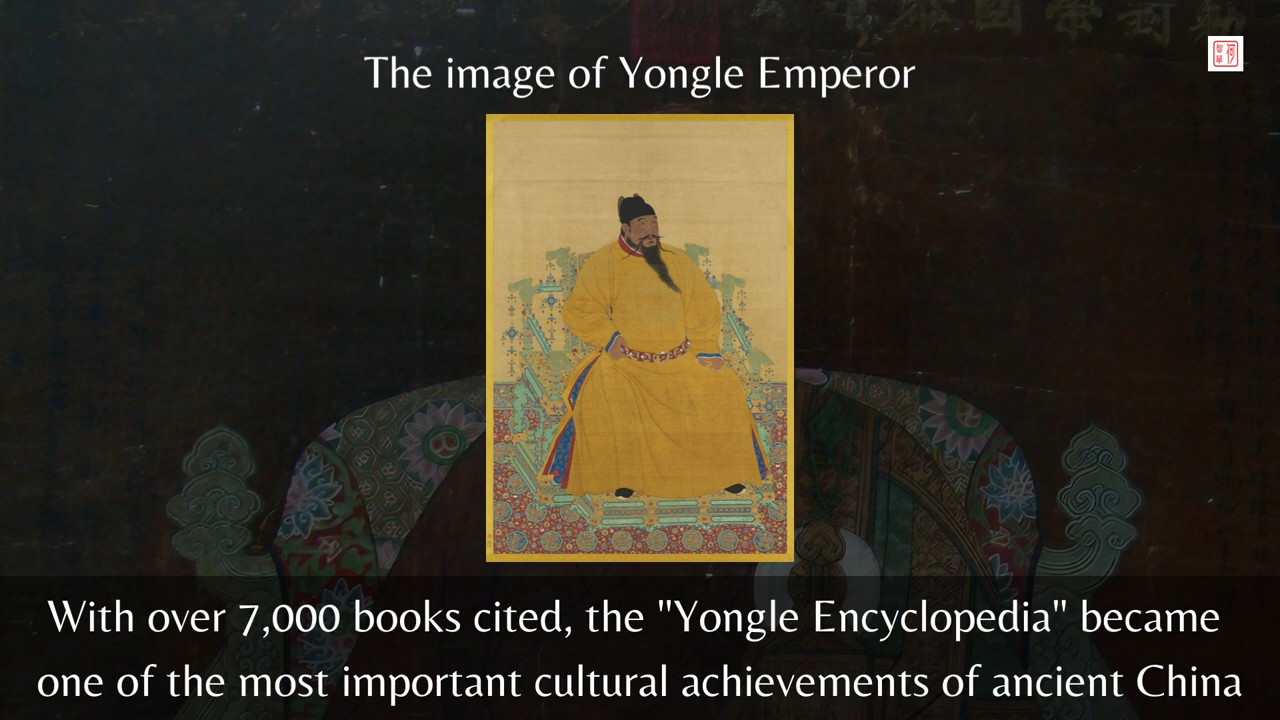 The image of Yongle Emperor
With over 7,000 books cited, the "Yongle Encyclopedia" became
one of the most important cultural achievements of ancient China